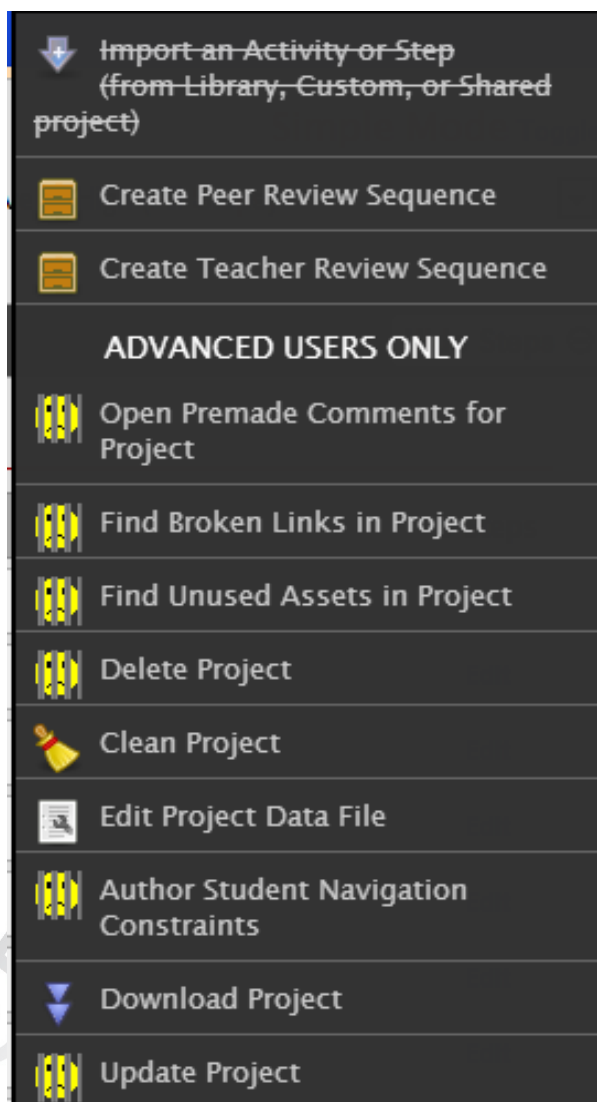 Import an Activity or Step
(from Library, Custom, or Shared
project)
Create Peer Review Sequence
Create Teacher Review Sequence
ADVANCED USERS ONLY
Open Premade Comments for
Project
Find Broken Links in Project
Find Unused Assets in Project
Delete Project
Clean Project
Edit Project Data File
Author Student Navigation
Constraints
Download Project
Update Project